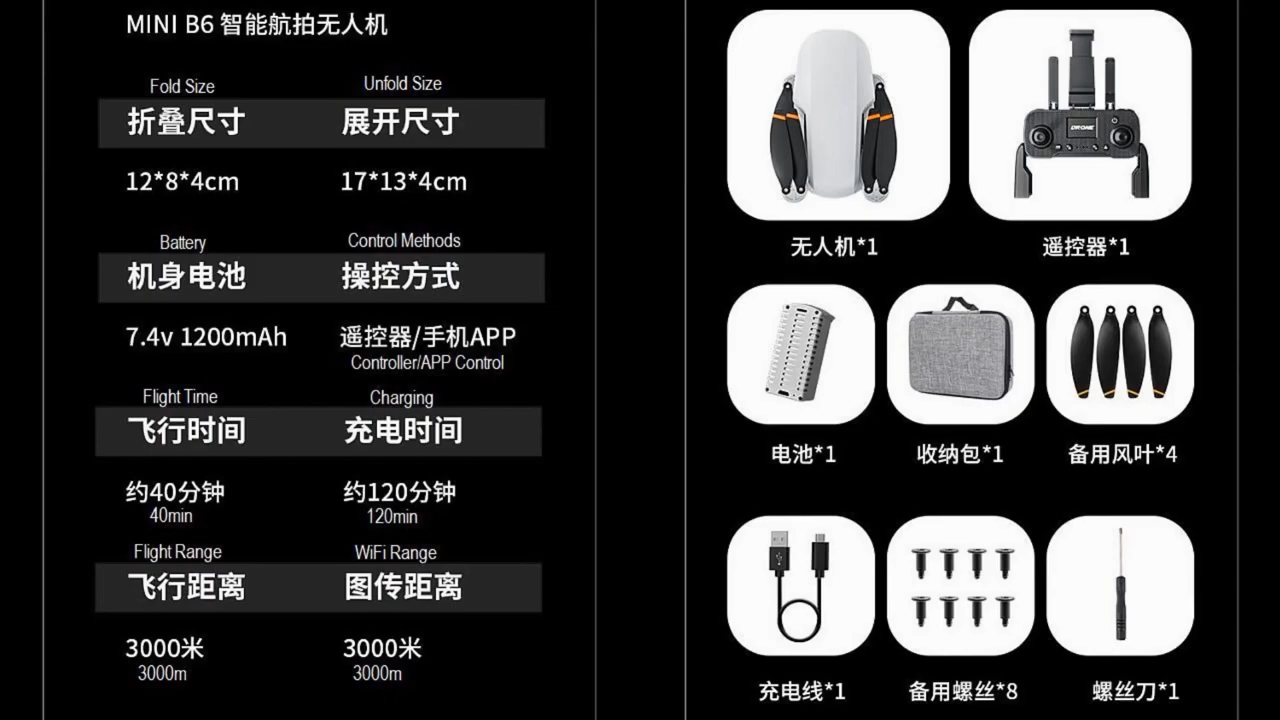 MINI B6 智能航拍无人机
Fold Size
Unfold Size
折叠尺寸
展开尺寸
12*8*4cm
17*13*4cm
Battery
Control Methods
机身电池
操控方式
7.4v 1200mAh
遥控器/手机APP
Controller/APP Control
Flight Time
Charging
飞行时间
充电时间
约40分钟
约120分钟
40min
120min
Flight Range
WiFi Range
飞行距离
图传距离
3000米
3000米
3000m
3000m
DRONE
无人机*1
遥控器*1
电池*1
收纳包*1
备用风叶*4
充电线*1
备用螺丝*8
螺丝刀*1